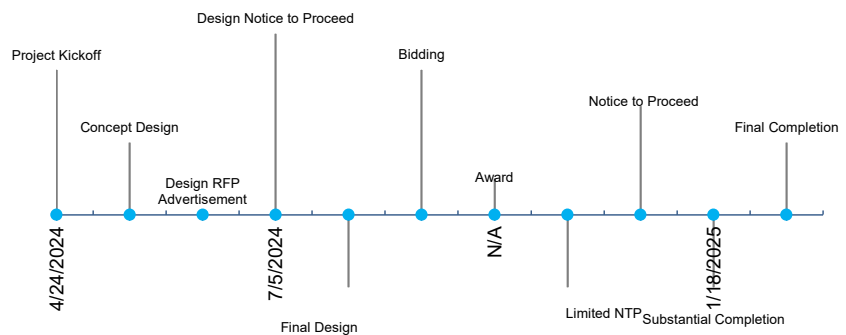 Design Notice to Proceed
Project Kickoff
Bidding
Notice to Proceed
Concept Design
Final Completion
Award
Design RFP
Advertisement
4/24/2024
7/5/2024
N/A
1/18/2025
Limited NTP
Substantial Completion
Final Design